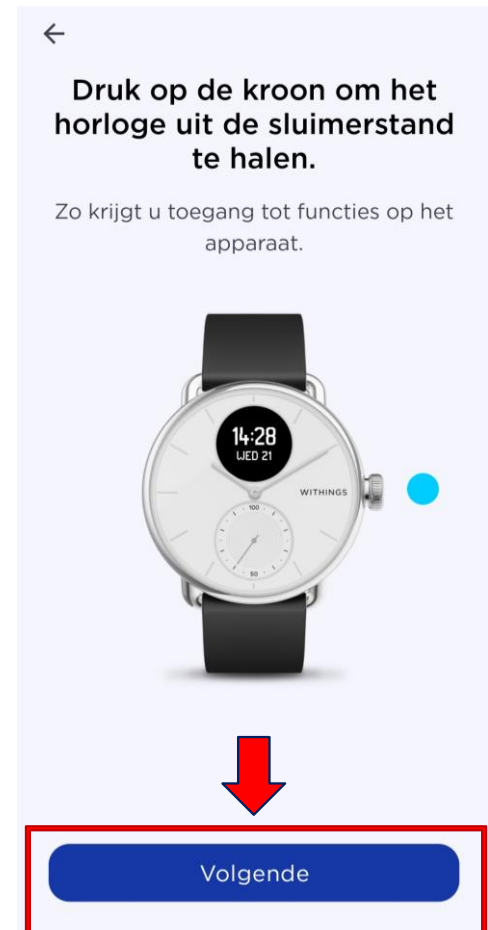 Druk op de kroon om het
horloge uit de sluimerstand
te halen.
Zo krijgt u toegang tot functies op het
apparaat.
14:28
WED 21
WITHINGS
100
50
Volgende